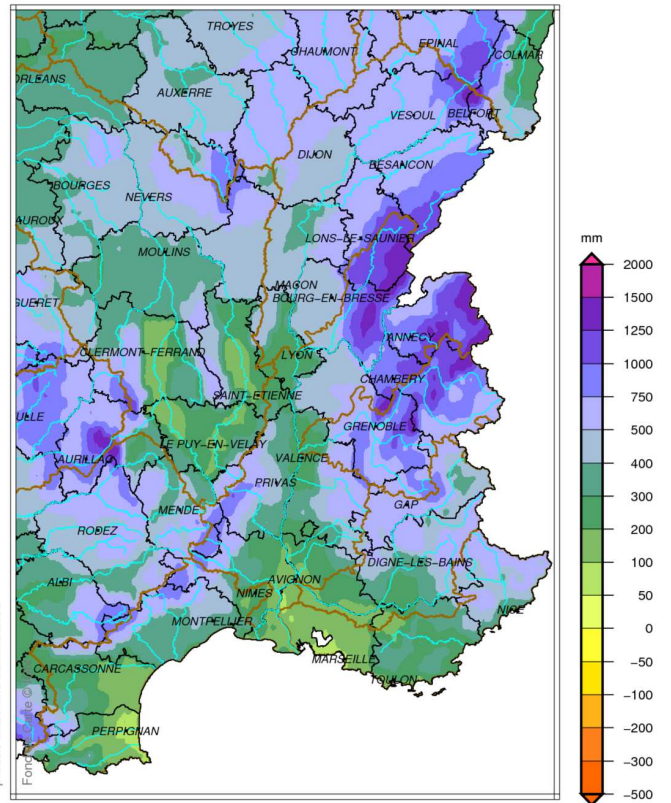 TROYES
CHAUMONT
EPINAL
COLMAR
ORLEANS
AUXERRE
VESOUL
BELFORT
DIJON
BESANCON
BOURGES
NEVERS
AUROUX
LONS-LE-SAUNIER
MOULINS
MACON
BOURG-EN-BRESSE
GUERET
ANNECY
CLERMONT-FERRAND
LYON
CHAMBERY
SAINT-ETIENNE
ULLE
GRENOBLE
LE PUY-EN-VELAY
AURILLAC
VALENCE
PRIVAS
MENDE
GAP
RODEZ
DIGNE-LES-BAINS
ALBI
AVIGNON
NIMES
NICE
MONTPELLIER
MARSEILLE
CARCASSONNE
TOULON
PERPIGNAN
mm
2000
1500
1250
1000
750
500
400
300
200
100
50
0
-50
-100
-200
-300
-500